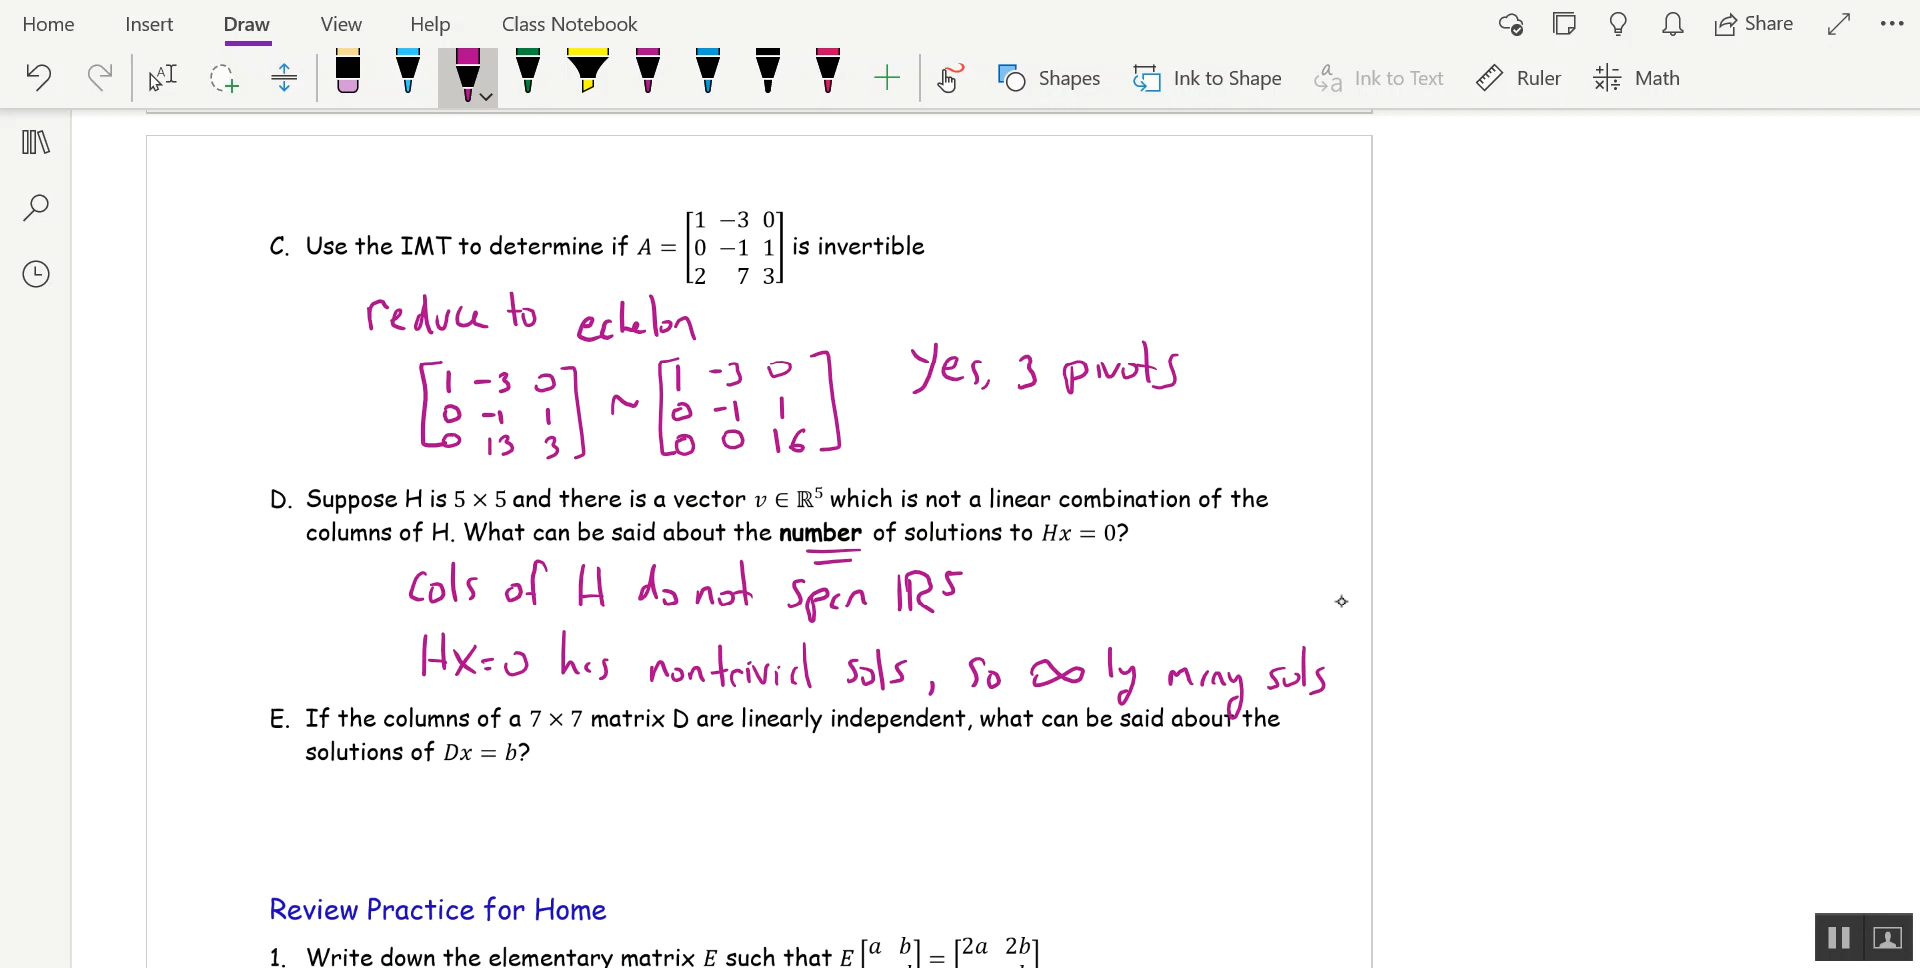 Home Insert Draw View Help Class Notebook Share
Shapes Ink to Shape Ink to Text Ruler Math
C. Use the IMT to determine if A = [1 −3 0] is invertible
[0 −1 1]
[2 7 3]
reduce to echelon
[1 -3 0] ~ [1 -3 0] Yes, 3 pivots
[0 -1 1] [0 -1 1]
[0 13 3] [0 0 16]
D. Suppose H is 5 × 5 and there is a vector v ∈ ℝ⁵ which is not a linear combination of the
columns of H. What can be said about the number of solutions to Hx = 0?
Cols of H do not span ℝ⁵
Hx=0 has nontrivial sols, so ∞ly many sols
E. If the columns of a 7 × 7 matrix D are linearly independent, what can be said about the
solutions of Dx = b?
Review Practice for Home
1. Write down the elementary matrix E such that E [a b] = [2a 2b]